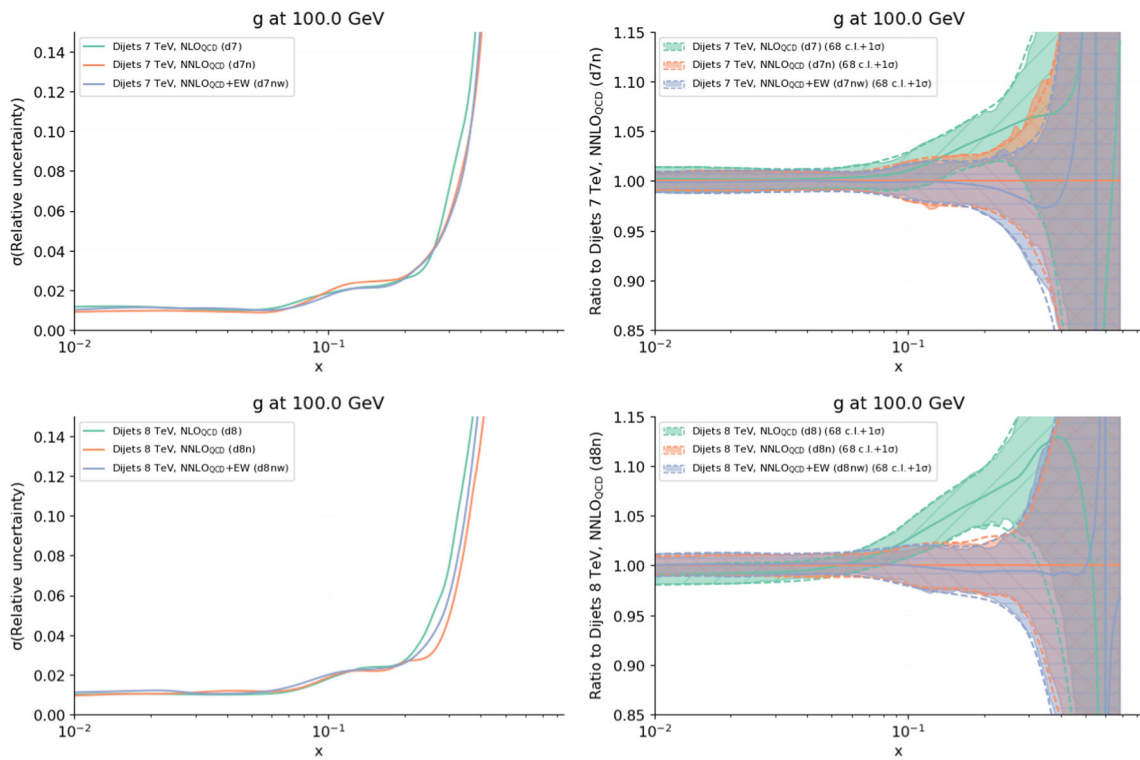 g at 100.0 GeV
σ(Relative uncertainty)
0.14
0.12
0.10
0.08
0.06
0.04
0.02
0.00
Dijets 7 TeV, NLO_QCD (d7)
Dijets 7 TeV, NNLO_QCD (d7n)
Dijets 7 TeV, NNLO_QCD+EW (d7nw)
10⁻² 10⁻¹
x
g at 100.0 GeV
Ratio to Dijets 7 TeV, NNLO_QCD (d7n)
1.15
1.10
1.05
1.00
0.95
0.90
0.85
Dijets 7 TeV, NLO_QCD (d7) (68 c.l.+1σ)
Dijets 7 TeV, NNLO_QCD (d7n) (68 c.l.+1σ)
Dijets 7 TeV, NNLO_QCD+EW (d7nw) (68 c.l.+1σ)
10⁻² 10⁻¹
x
g at 100.0 GeV
σ(Relative uncertainty)
0.14
0.12
0.10
0.08
0.06
0.04
0.02
0.00
Dijets 8 TeV, NLO_QCD (d8)
Dijets 8 TeV, NNLO_QCD (d8n)
Dijets 8 TeV, NNLO_QCD+EW (d8nw)
10⁻² 10⁻¹
x
g at 100.0 GeV
Ratio to Dijets 8 TeV, NNLO_QCD (d8n)
1.15
1.10
1.05
1.00
0.95
0.90
0.85
Dijets 8 TeV, NLO_QCD (d8) (68 c.l.+1σ)
Dijets 8 TeV, NNLO_QCD (d8n) (68 c.l.+1σ)
Dijets 8 TeV, NNLO_QCD+EW (d8nw) (68 c.l.+1σ)
10⁻² 10⁻¹
x